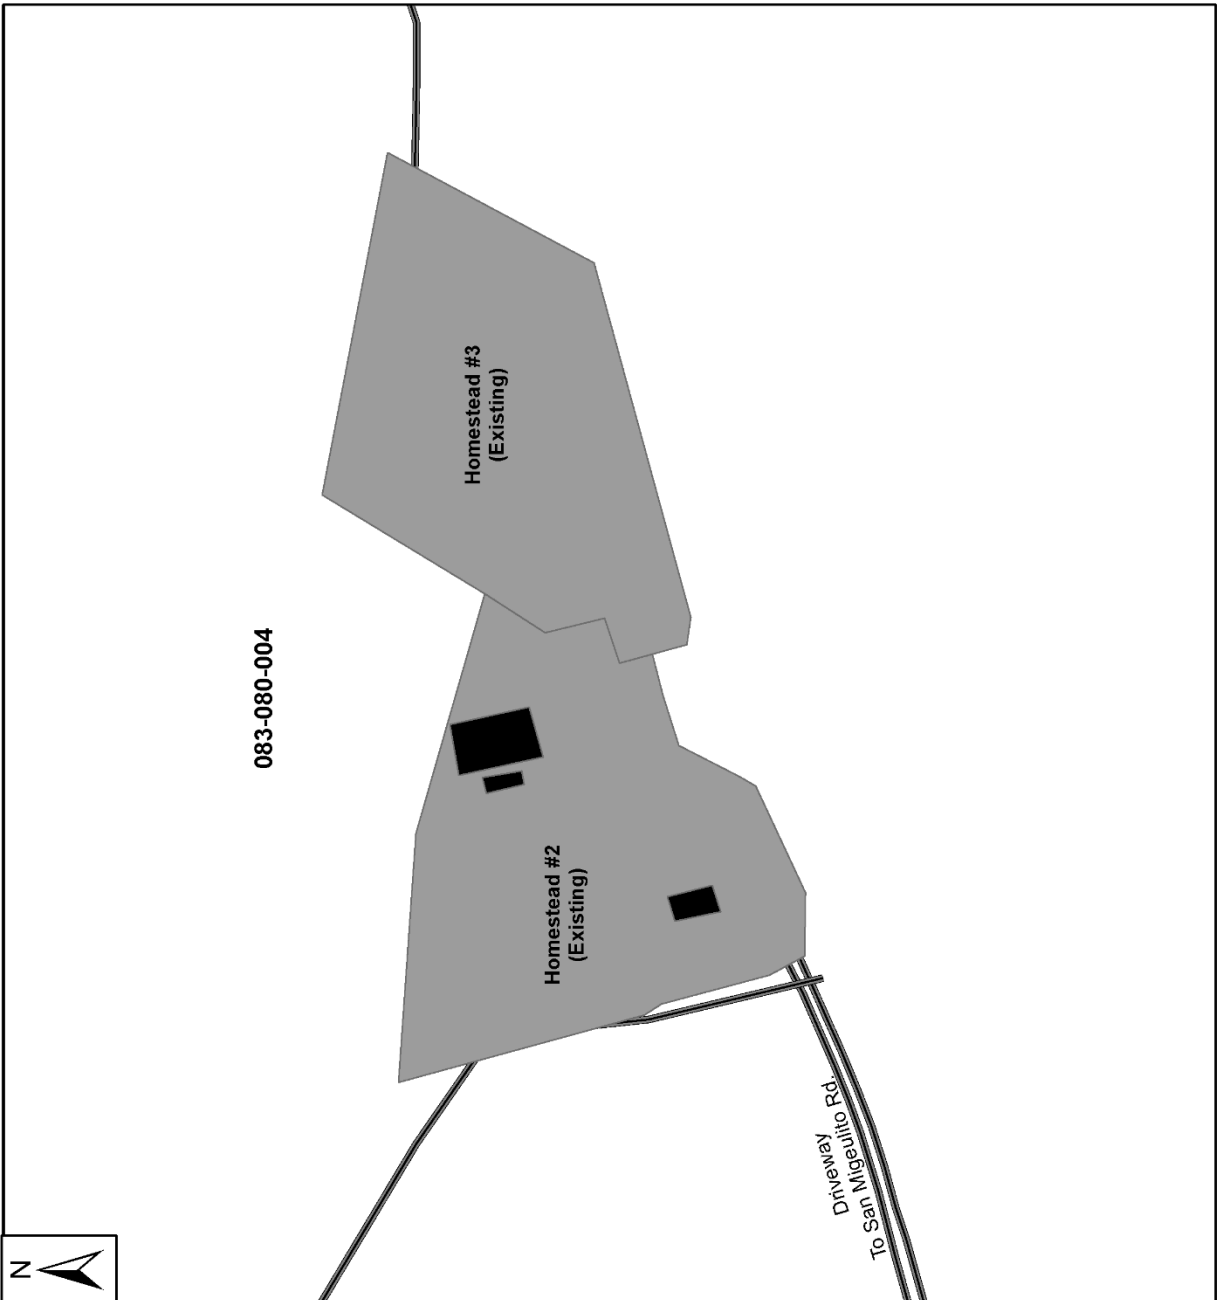 083-080-004
Homestead #3
(Existing)
Homestead #2
(Existing)
Driveway
To San Migeulito Rd.
N